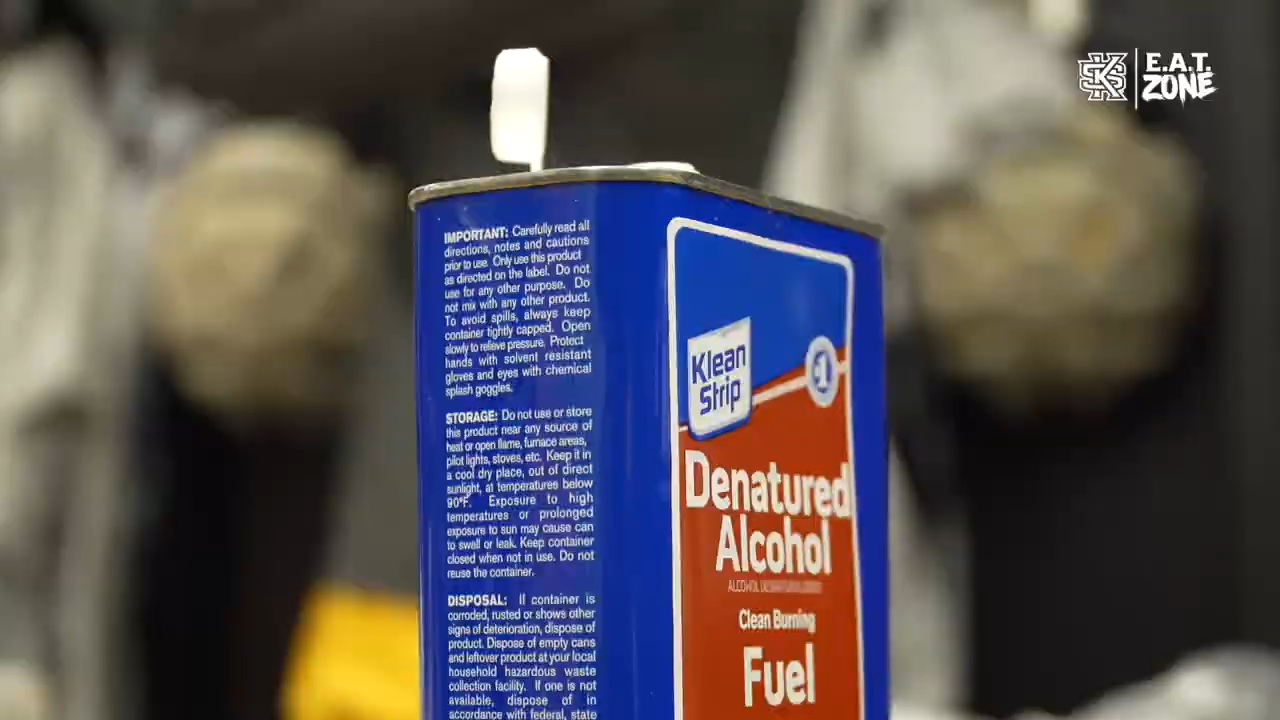 E.A.T.
ZONE
IMPORTANT: Carefully read all
directions, notes and cautions
prior to use. Only use this product
as directed on the label. Do not
use for any other purpose. Do
not mix with any other product.
To avoid spills, always keep
container tightly capped. Open
slowly to relieve pressure. Protect
hands with solvent resistant
gloves and eyes with chemical
splash goggles.
STORAGE: Do not use or store
this product near any source of
heat or open flame, furnace areas,
pilot lights, stoves, etc. Keep it in
a cool dry place, out of direct
sunlight, at temperatures below
90°F. Exposure to high
temperatures or prolonged
exposure to sun may cause can
to swell or leak. Keep container
closed when not in use. Do not
reuse the container.
DISPOSAL: If container is
corroded, rusted or shows other
signs of deterioration, dispose of
product. Dispose of empty cans
and leftover product at your local
household hazardous waste
collection facility. If one is not
available, dispose of in
accordance with federal, state
Klean
Strip
#1
Denatured
Alcohol
Clean Burning
Fuel